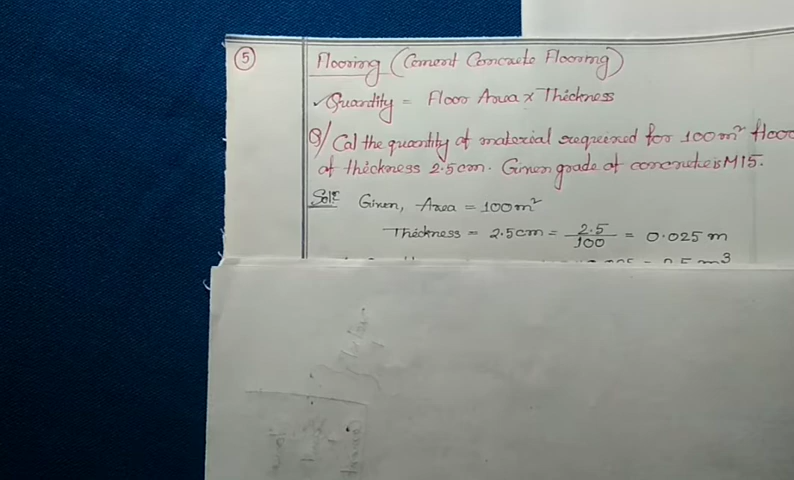 5
Flooring (Cement Concrete Flooring)
✓Quantity = Floor Area x Thickness
Q/ Cal the quantity of material required for 100m² floo
of thickness 2.5cm. Given grade of concrete is M15.
Solⁿ Given, Area = 100m²
Thickness = 2.5cm = 2.5/100 = 0.025 m